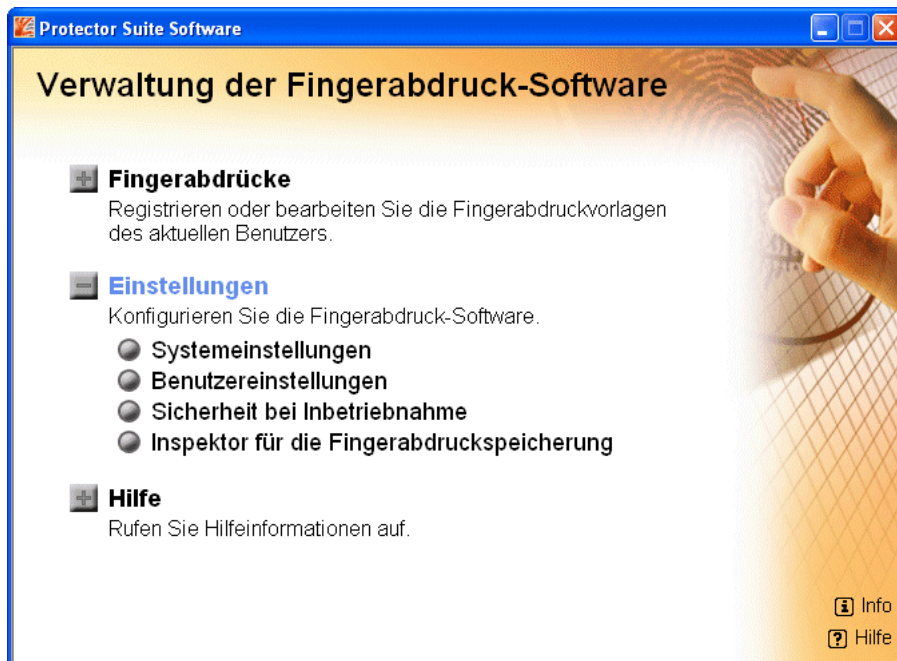 Protector Suite Software
Verwaltung der Fingerabdruck-Software
Fingerabdrücke
Registrieren oder bearbeiten Sie die Fingerabdruckvorlagen
des aktuellen Benutzers.
Einstellungen
Konfigurieren Sie die Fingerabdruck-Software.
Systemeinstellungen
Benutzereinstellungen
Sicherheit bei Inbetriebnahme
Inspektor für die Fingerabdruckspeicherung
Hilfe
Rufen Sie Hilfeinformationen auf.
Info
Hilfe